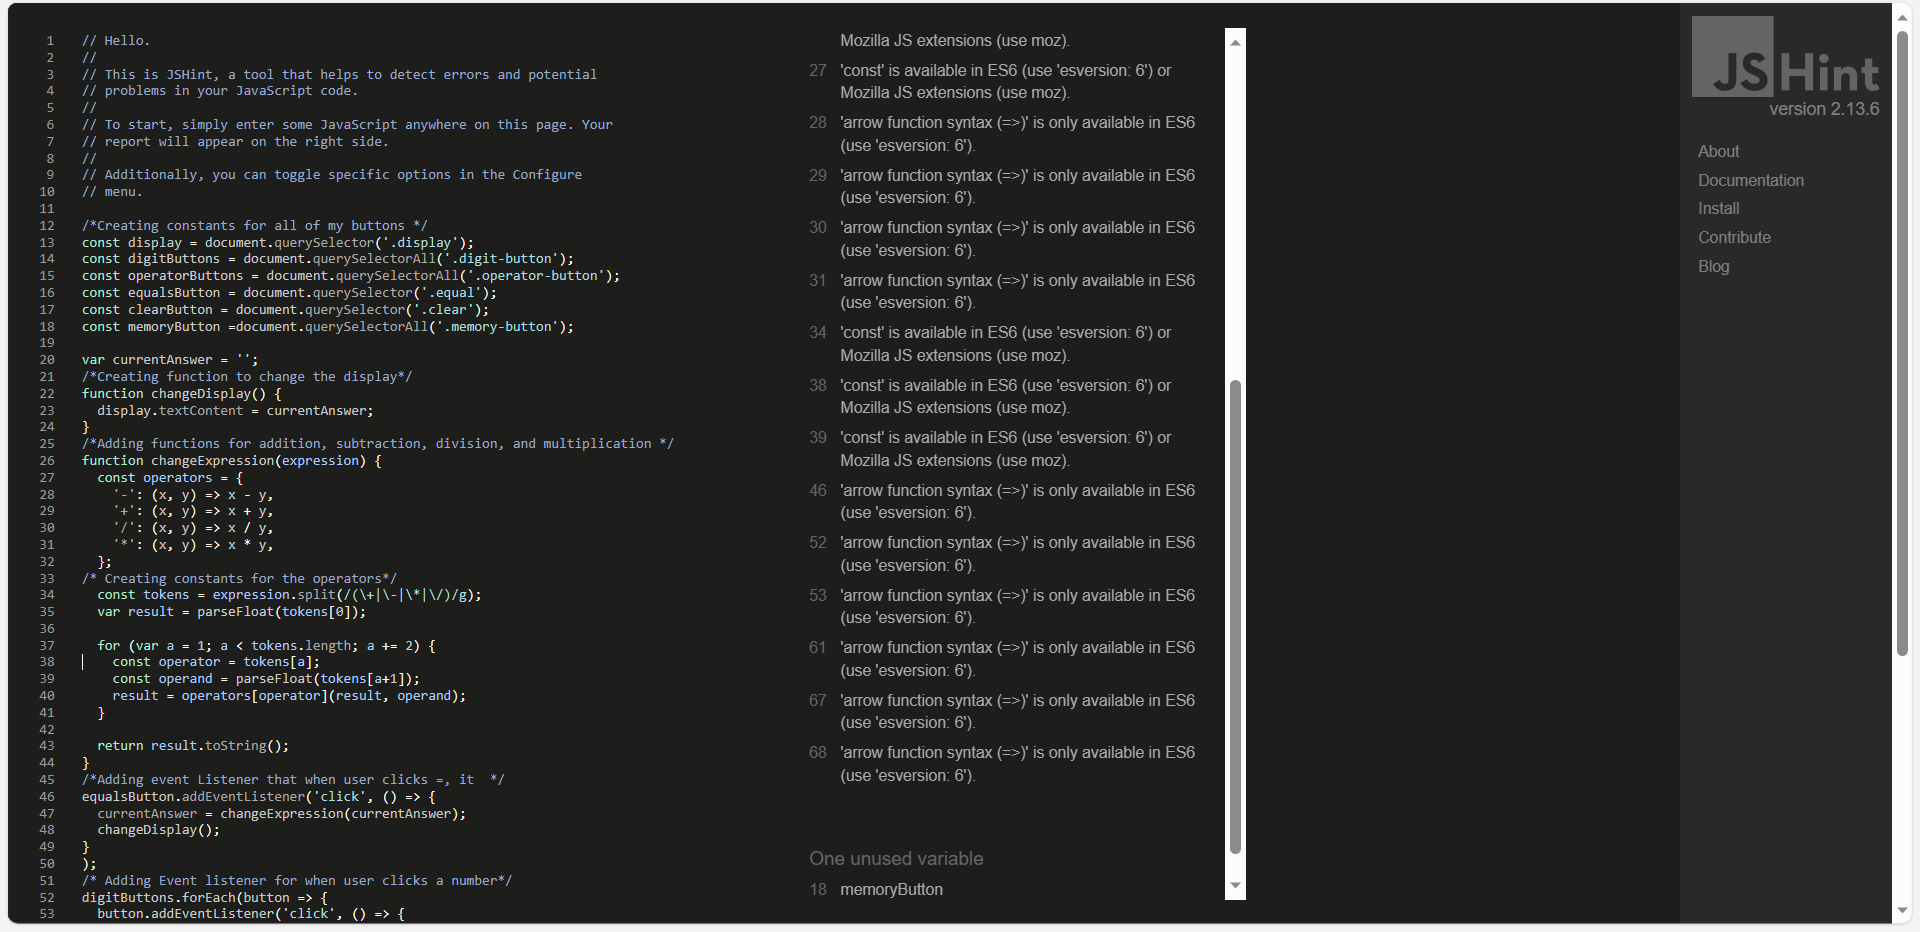 1 // Hello.
2 //
3 // This is JSHint, a tool that helps to detect errors and potential
4 // problems in your JavaScript code.
5 //
6 // To start, simply enter some JavaScript anywhere on this page. Your
7 // report will appear on the right side.
8 //
9 // Additionally, you can toggle specific options in the Configure
10 // menu.
11
12 /*Creating constants for all of my buttons */
13 const display = document.querySelector('.display');
14 const digitButtons = document.querySelectorAll('.digit-button');
15 const operatorButtons = document.querySelectorAll('.operator-button');
16 const equalsButton = document.querySelector('.equal');
17 const clearButton = document.querySelector('.clear');
18 const memoryButton =document.querySelectorAll('.memory-button');
19
20 var currentAnswer = '';
21 /*Creating function to change the display*/
22 function changeDisplay() {
23   display.textContent = currentAnswer;
24 }
25 /*Adding functions for addition, subtraction, division, and multiplication */
26 function changeExpression(expression) {
27   const operators = {
28     '-': (x, y) => x - y,
29     '+': (x, y) => x + y,
30     '/': (x, y) => x / y,
31     '*': (x, y) => x * y,
32   };
33 /* Creating constants for the operators*/
34   const tokens = expression.split(/(\+|\-|\*|\/)/g);
35   var result = parseFloat(tokens[0]);
36
37   for (var a = 1; a < tokens.length; a += 2) {
38     const operator = tokens[a];
39     const operand = parseFloat(tokens[a+1]);
40     result = operators[operator](result, operand);
41   }
42
43   return result.toString();
44 }
45 /*Adding event Listener that when user clicks =, it  */
46 equalsButton.addEventListener('click', () => {
47   currentAnswer = changeExpression(currentAnswer);
48   changeDisplay();
49 }
50 );
51 /* Adding Event listener for when user clicks a number*/
52 digitButtons.forEach(button => {
53   button.addEventListener('click', () => {
Mozilla JS extensions (use moz).
27 'const' is available in ES6 (use 'esversion: 6') or
Mozilla JS extensions (use moz).
28 'arrow function syntax (=>)' is only available in ES6
(use 'esversion: 6').
29 'arrow function syntax (=>)' is only available in ES6
(use 'esversion: 6').
30 'arrow function syntax (=>)' is only available in ES6
(use 'esversion: 6').
31 'arrow function syntax (=>)' is only available in ES6
(use 'esversion: 6').
34 'const' is available in ES6 (use 'esversion: 6') or
Mozilla JS extensions (use moz).
38 'const' is available in ES6 (use 'esversion: 6') or
Mozilla JS extensions (use moz).
39 'const' is available in ES6 (use 'esversion: 6') or
Mozilla JS extensions (use moz).
46 'arrow function syntax (=>)' is only available in ES6
(use 'esversion: 6').
52 'arrow function syntax (=>)' is only available in ES6
(use 'esversion: 6').
53 'arrow function syntax (=>)' is only available in ES6
(use 'esversion: 6').
61 'arrow function syntax (=>)' is only available in ES6
(use 'esversion: 6').
67 'arrow function syntax (=>)' is only available in ES6
(use 'esversion: 6').
68 'arrow function syntax (=>)' is only available in ES6
(use 'esversion: 6').
One unused variable
18 memoryButton
JSHint
version 2.13.6
About
Documentation
Install
Contribute
Blog